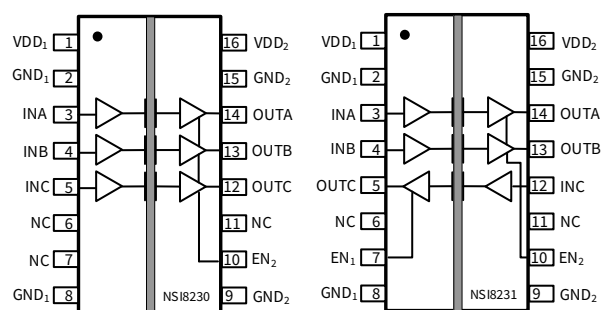 VDD₁ 1 16 VDD₂
GND₁ 2 15 GND₂
INA 3 14 OUTA
INB 4 13 OUTB
INC 5 12 OUTC
NC 6 11 NC
NC 7 10 EN₂
GND₁ 8 NSI8230 9 GND₂
VDD₁ 1 16 VDD₂
GND₁ 2 15 GND₂
INA 3 14 OUTA
INB 4 13 OUTB
OUTC 5 12 INC
NC 6 11 NC
EN₁ 7 10 EN₂
GND₁ 8 NSI8231 9 GND₂